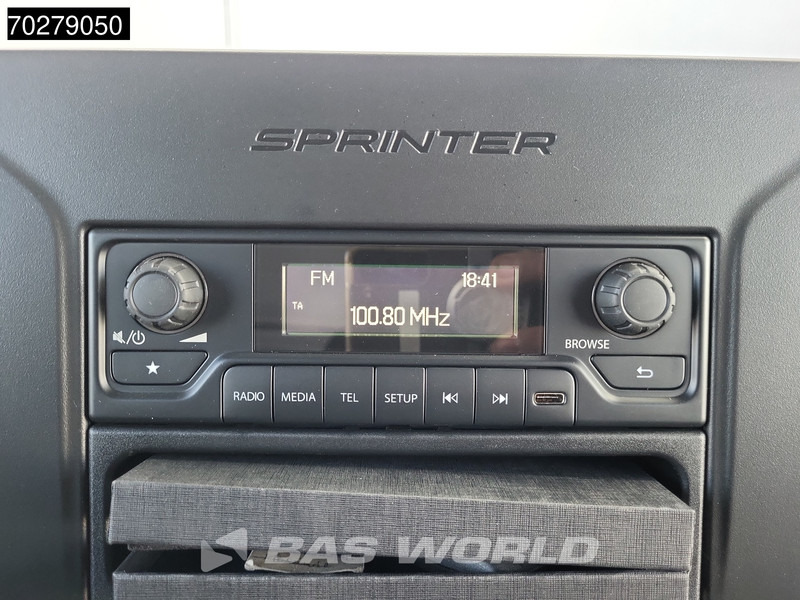 70279050
SPRINTER
FM 18:41
TA
100.80 MHz
BROWSE
RADIO MEDIA TEL SETUP
BAS WORLD